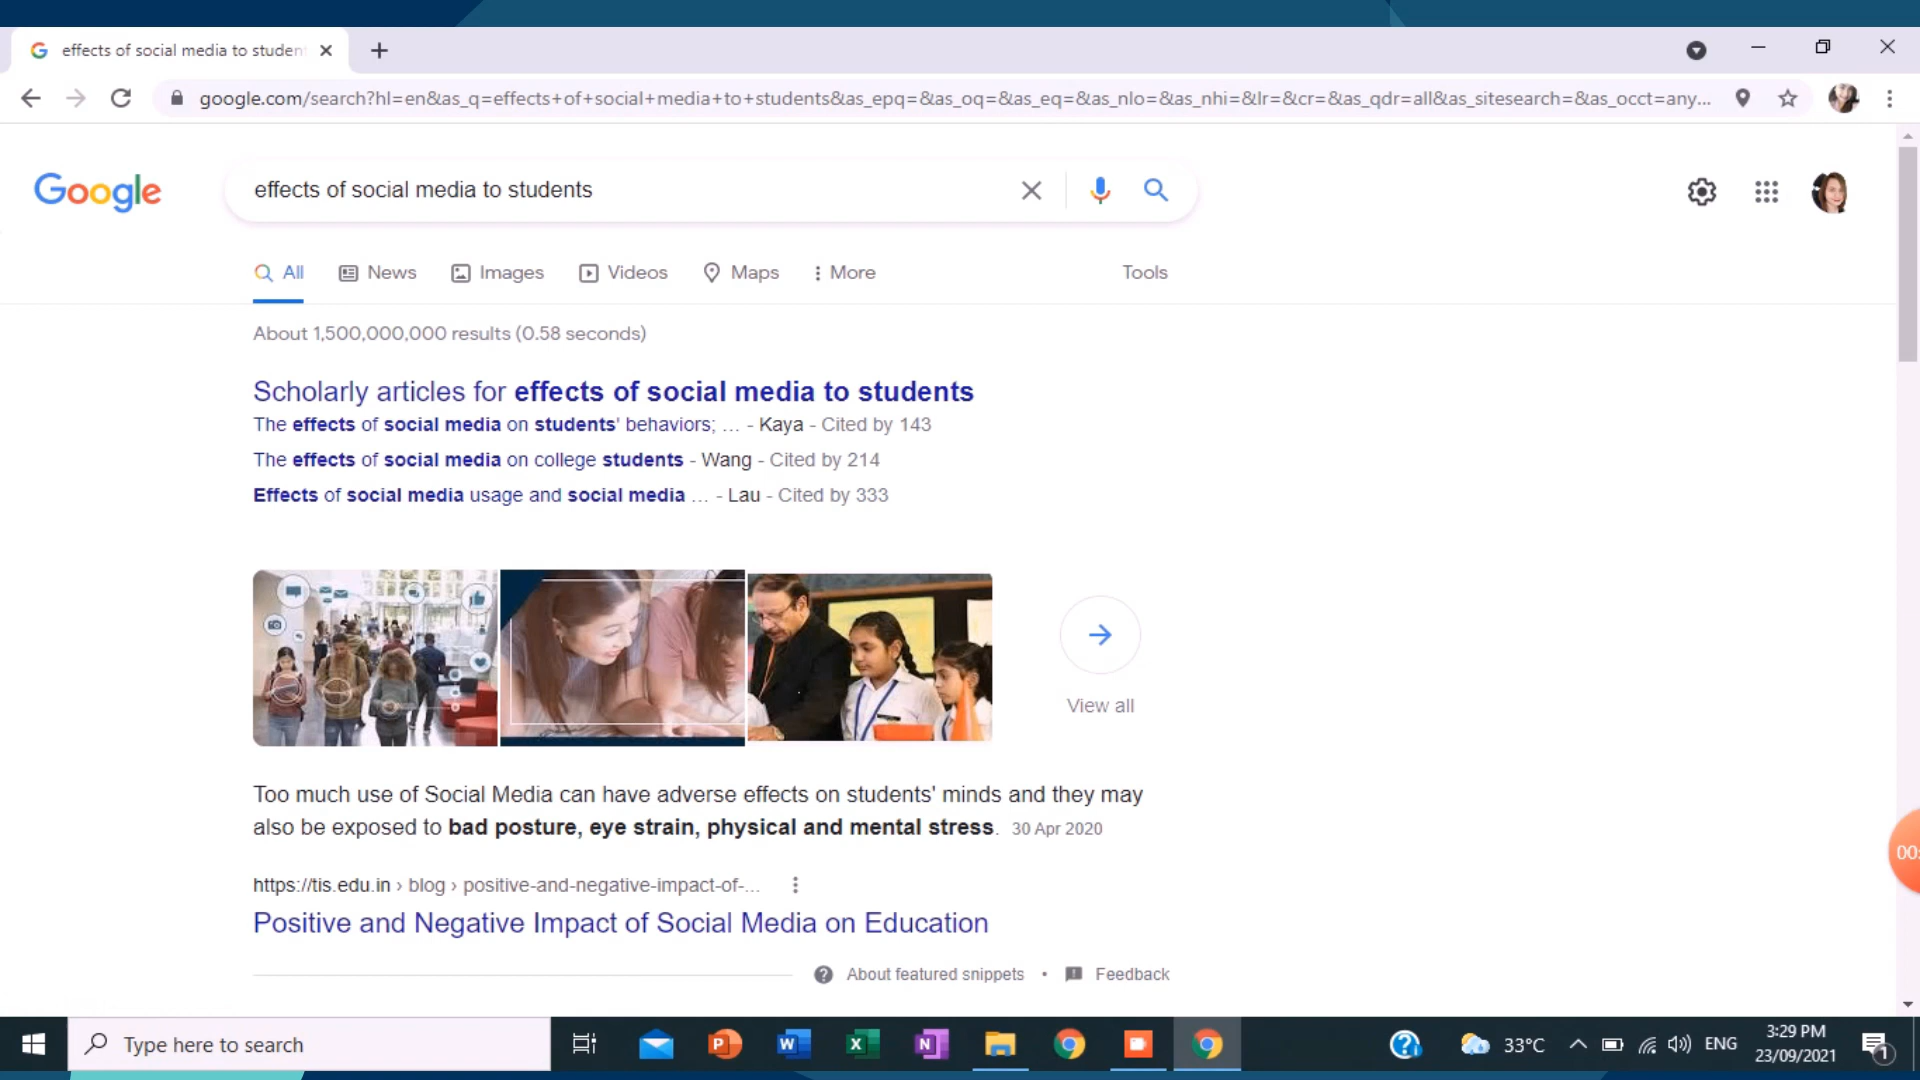 effects of social media to studen
google.com/search?hl=en&as_q=effects+of+social+media+to+students&as_epq=&as_oq=&as_eq=&as_nlo=&as_nhi=&lr=&cr=&as_qdr=all&as_sitesearch=&as_occt=any...
Google
effects of social media to students
All News Images Videos Maps More Tools
About 1,500,000,000 results (0.58 seconds)
Scholarly articles for effects of social media to students
The effects of social media on students' behaviors; ... - Kaya - Cited by 143
The effects of social media on college students - Wang - Cited by 214
Effects of social media usage and social media ... - Lau - Cited by 333
View all
Too much use of Social Media can have adverse effects on students' minds and they may
also be exposed to bad posture, eye strain, physical and mental stress. 30 Apr 2020
https://tis.edu.in › blog › positive-and-negative-impact-of-...
Positive and Negative Impact of Social Media on Education
About featured snippets • Feedback
00:
Type here to search
33°C ENG
3:29 PM
23/09/2021
1